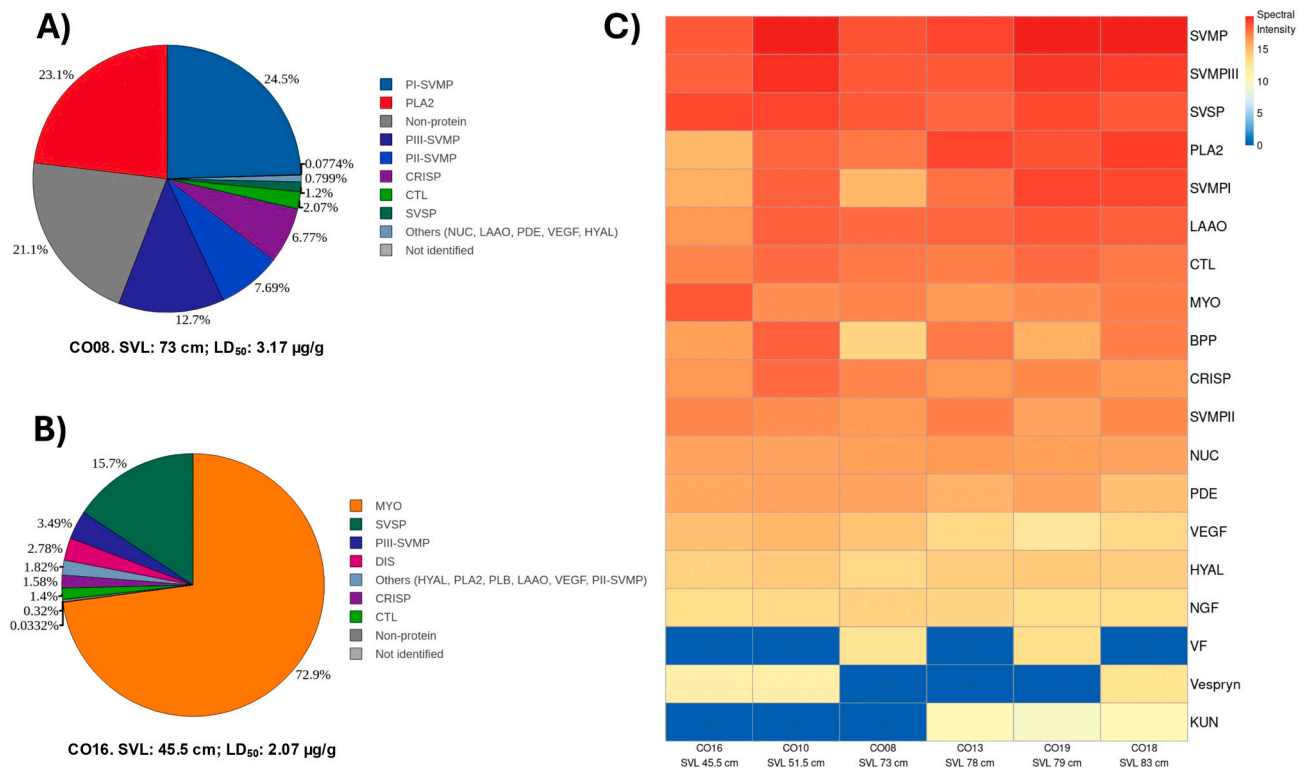 A)
23.1%
24.5%
0.0774%
0.799%
1.2%
2.07%
6.77%
7.69%
12.7%
21.1%
PI-SVMP
PLA2
Non-protein
PIII-SVMP
PII-SVMP
CRISP
CTL
SVSP
Others (NUC, LAAO, PDE, VEGF, HYAL)
Not identified
CO08. SVL: 73 cm; LD₅₀: 3.17 µg/g
B)
15.7%
3.49%
2.78%
1.82%
1.58%
1.4%
0.32%
0.0332%
72.9%
MYO
SVSP
PIII-SVMP
DIS
Others (HYAL, PLA2, PLB, LAAO, VEGF, PII-SVMP)
CRISP
CTL
Non-protein
Not identified
CO16. SVL: 45.5 cm; LD₅₀: 2.07 µg/g
C)
SVMP
SVMPIII
SVSP
PLA2
SVMPI
LAAO
CTL
MYO
BPP
CRISP
SVMPII
NUC
PDE
VEGF
HYAL
NGF
VF
Vespryn
KUN
CO16 CO10 CO08 CO13 CO19 CO18
SVL 45.5 cm SVL 51.5 cm SVL 73 cm SVL 78 cm SVL 79 cm SVL 83 cm
Spectral
Intensity
15
10
5
0